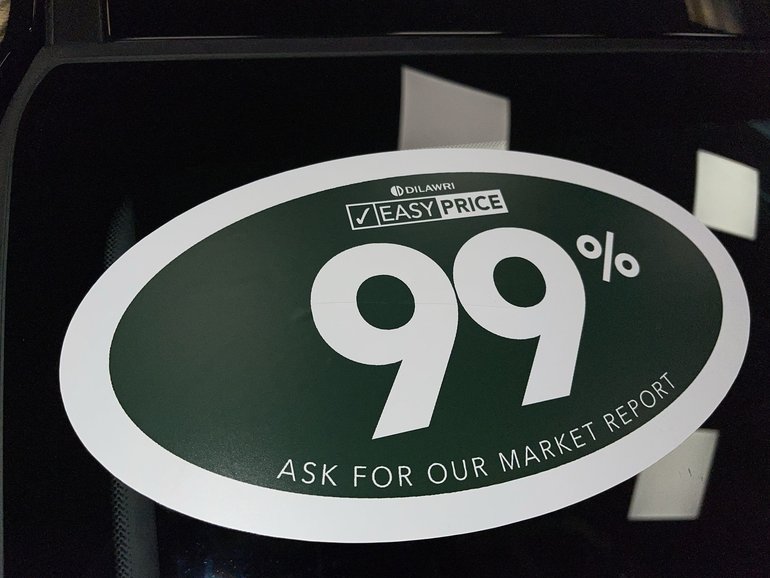 DILAWRI
✓ EASY PRICE
99%
ASK FOR OUR MARKET REPORT